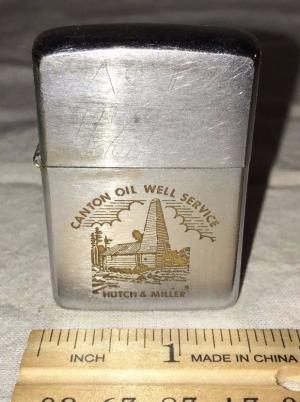 CANTON OIL WELL SERVICE
HUTCH & MILLER
INCH 1 MADE IN CHINA